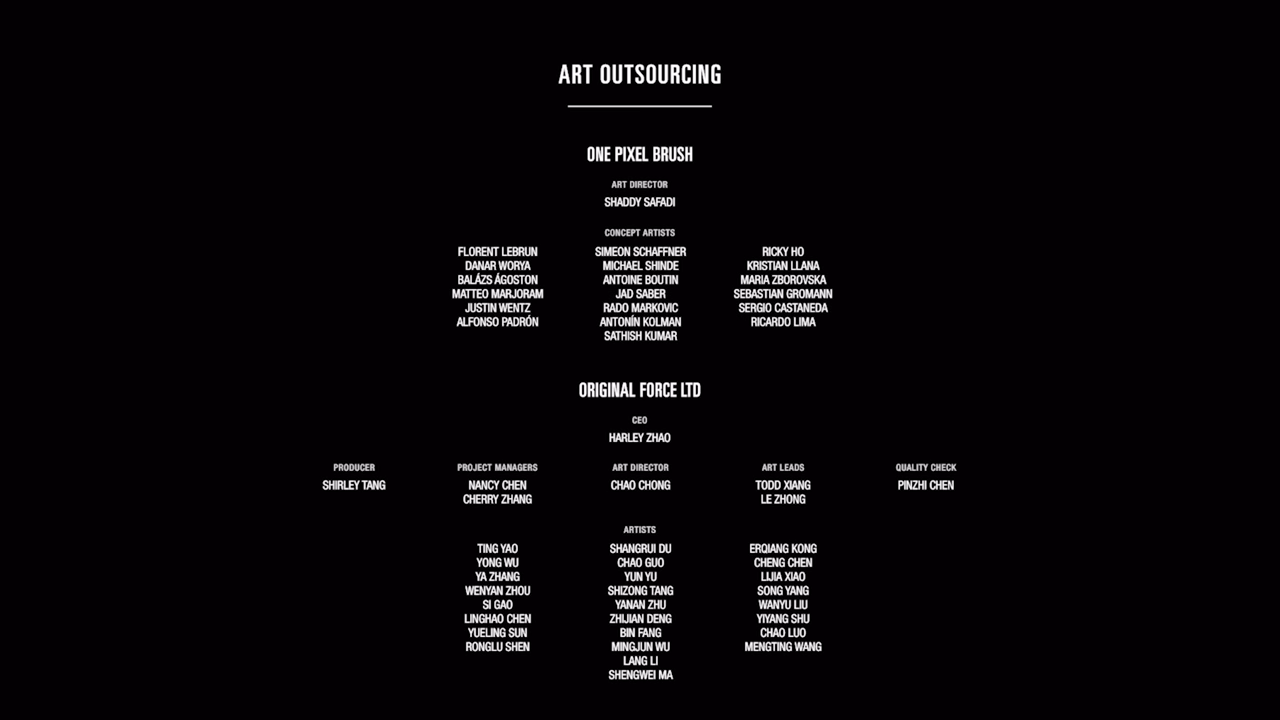 ART OUTSOURCING
ONE PIXEL BRUSH
ART DIRECTOR
SHADDY SAFADI
CONCEPT ARTISTS
FLORENT LEBRUN SIMEON SCHAFFNER RICKY HO
DANAR WORYA MICHAEL SHINDE KRISTIAN LLANA
BALÁZS ÁGOSTON ANTOINE BOUTIN MARIA ZBOROVSKA
MATTEO MARJORAM JAD SABER SEBASTIAN GROMANN
JUSTIN WENTZ RADO MARKOVIC SERGIO CASTANEDA
ALFONSO PADRÓN ANTONÍN KOLMAN RICARDO LIMA
SATHISH KUMAR
ORIGINAL FORCE LTD
CEO
HARLEY ZHAO
PRODUCER PROJECT MANAGERS ART DIRECTOR ART LEADS QUALITY CHECK
SHIRLEY TANG NANCY CHEN CHAO CHONG TODD XIANG PINZHI CHEN
CHERRY ZHANG LE ZHONG
ARTISTS
TING YAO SHANGRUI DU ERQIANG KONG
YONG WU CHAO GUO CHENG CHEN
YA ZHANG YUN YU LIJIA XIAO
WENYAN ZHOU SHIZONG TANG SONG YANG
SI GAO YANAN ZHU WANYU LIU
LINGHAO CHEN ZHIJIAN DENG YIYANG SHU
YUELING SUN BIN FANG CHAO LUO
RONGLU SHEN MINGJUN WU MENGTING WANG
LANG LI
SHENGWEI MA